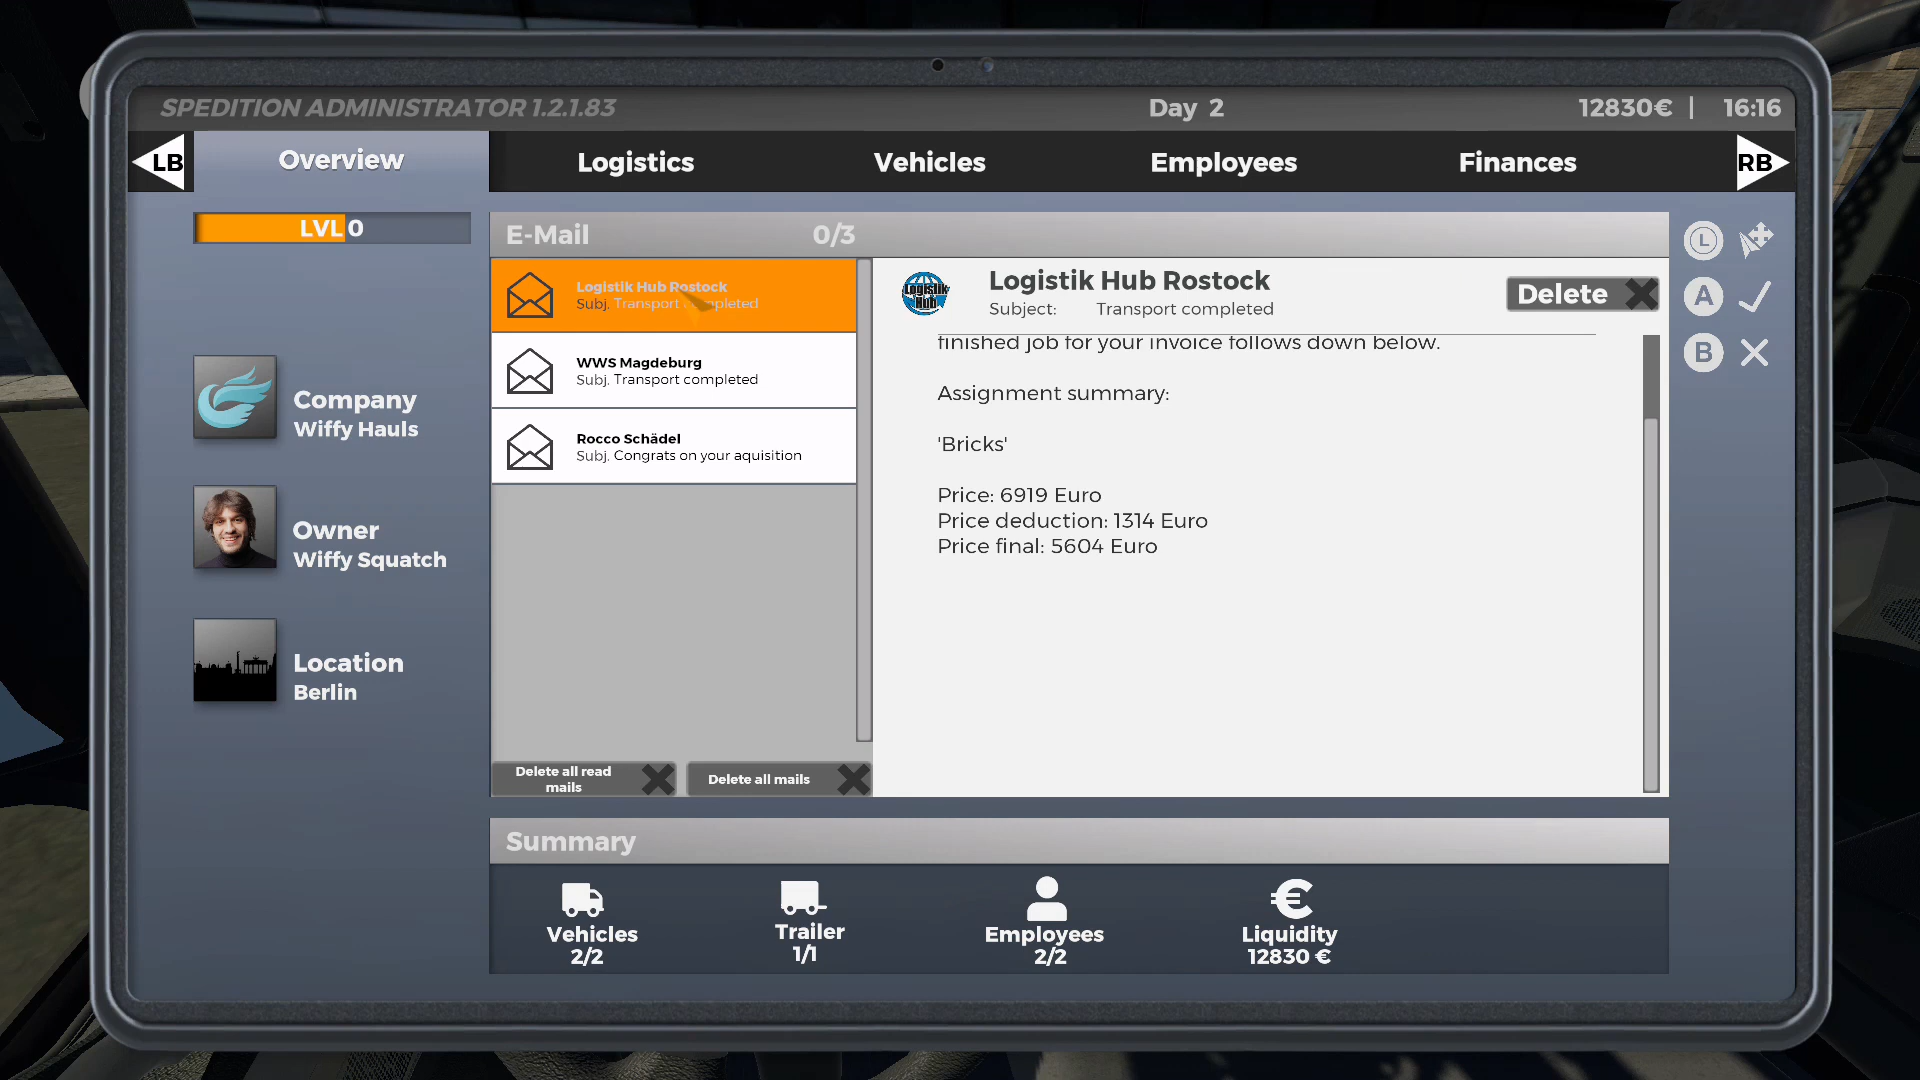 SPEDITION ADMINISTRATOR 1.2.1.83
Day 2
12830€ | 16:16
LB
Overview
Logistics
Vehicles
Employees
Finances
RB
LVL 0
E-Mail 0/3
Logistik Hub Rostock
Subj. Transport completed
WWS Magdeburg
Subj. Transport completed
Rocco Schädel
Subj. Congrats on your aquisition
Delete all read
mails
Delete all mails
Logistik
Hub
Logistik Hub Rostock
Subject: Transport completed
Delete
finished job for your invoice follows down below.
Assignment summary:
'Bricks'
Price: 6919 Euro
Price deduction: 1314 Euro
Price final: 5604 Euro
L
A
B
Company
Wiffy Hauls
Owner
Wiffy Squatch
Location
Berlin
Summary
Vehicles
2/2
Trailer
1/1
Employees
2/2
Liquidity
12830 €